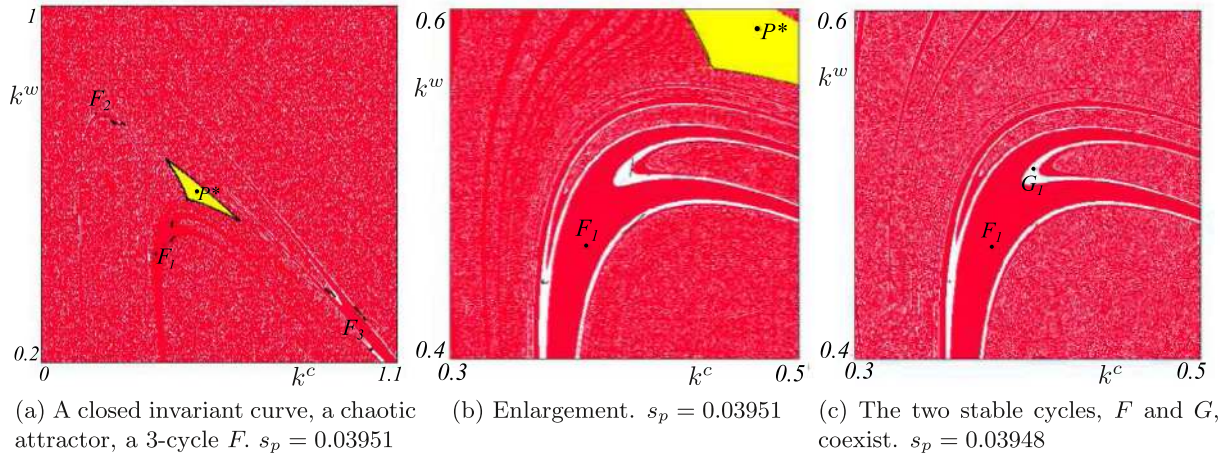 1
k^w
F_2
P*
F_1
F_3
0.2
0
k^c
1.1
0.6
k^w
P*
F_1
0.4
0.3
k^c
0.5
0.6
k^w
G_1
F_1
0.4
0.3
k^c
0.5
(a) A closed invariant curve, a chaotic
attractor, a 3-cycle F. s_p = 0.03951
(b) Enlargement. s_p = 0.03951
(c) The two stable cycles, F and G,
coexist. s_p = 0.03948